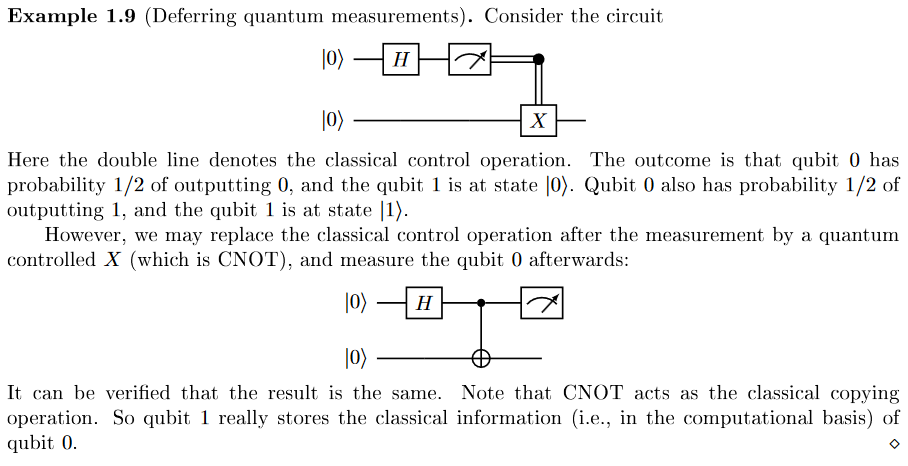 Example 1.9 (Deferring quantum measurements). Consider the circuit
|0⟩ H
|0⟩ X
Here the double line denotes the classical control operation. The outcome is that qubit 0 has
probability 1/2 of outputting 0, and the qubit 1 is at state |0⟩. Qubit 0 also has probability 1/2 of
outputting 1, and the qubit 1 is at state |1⟩.
However, we may replace the classical control operation after the measurement by a quantum
controlled X (which is CNOT), and measure the qubit 0 afterwards:
|0⟩ H
|0⟩
It can be verified that the result is the same. Note that CNOT acts as the classical copying
operation. So qubit 1 really stores the classical information (i.e., in the computational basis) of
qubit 0. ⋄